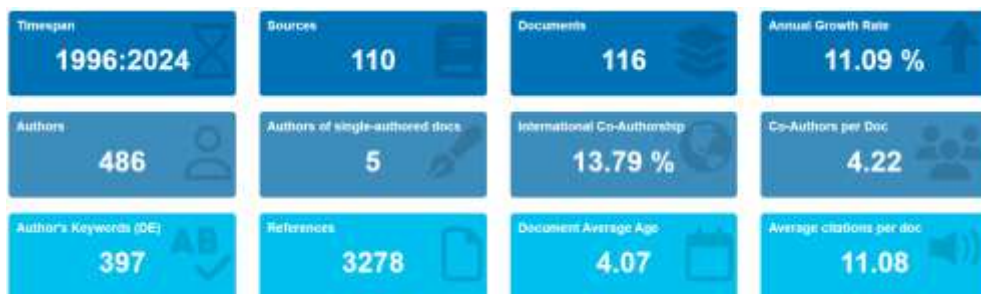 Timespan
1996:2024
Sources
110
Documents
116
Annual Growth Rate
11.09 %
Authors
486
Authors of single-authored docs
5
International Co-Authorship
13.79 %
Co-Authors per Doc
4.22
Author's Keywords (DE)
397
References
3278
Document Average Age
4.07
Average citations per doc
11.08
AB